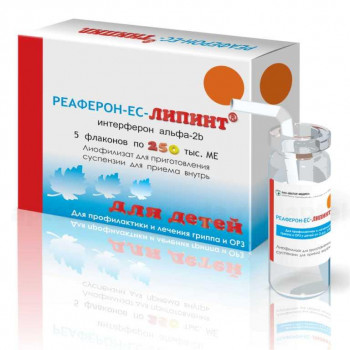 РЕАФЕРОН-ЕС-ЛИПИНТ®
интерферон альфа-2b
5 флаконов по 250 тыс. МЕ
Лиофилизат для приготовления
суспензии для приема внутрь
для детей
Для профилактики и лечения гриппа и ОРЗ
РЕАФЕРОН-ЕС-ЛИПИНТ